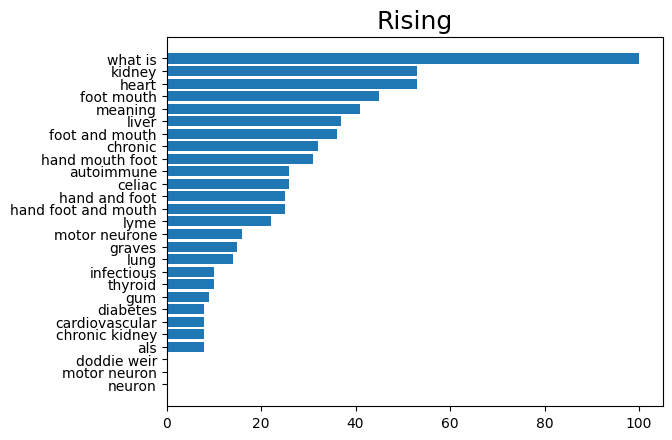 Rising
what is
kidney
heart
foot mouth
meaning
liver
foot and mouth
chronic
hand mouth foot
autoimmune
celiac
hand and foot
hand foot and mouth
lyme
motor neurone
graves
lung
infectious
thyroid
gum
diabetes
cardiovascular
chronic kidney
als
doddie weir
motor neuron
neuron
0 20 40 60 80 100